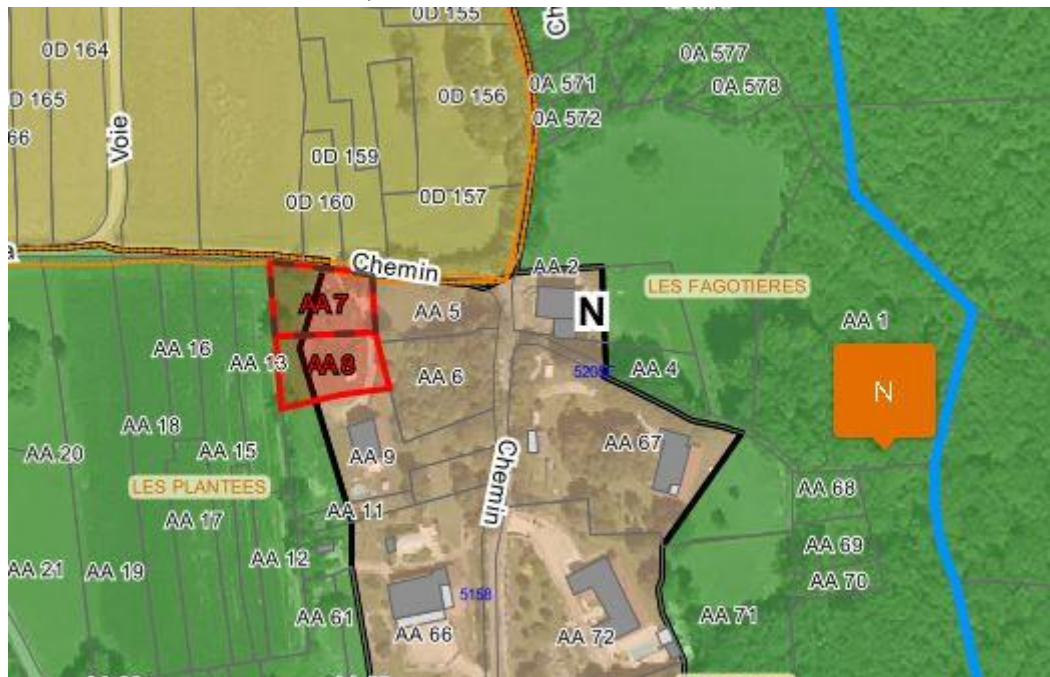 0D 155
0D 164
0A 577
0A 578
0A 571
0D 156
0D 165
66
Voie
0A 572
0D 159
0D 160
0D 157
a
Chemin
AA 2
LES FAGOTIERES
AA 7
AA 5
N
AA 1
AA 16
AA 13
AA 8
AA 6
AA 4
N
AA 18
AA 20
AA 15
AA 9
AA 67
Chemin
LES PLANTEES
AA 68
AA 17
AA 11
AA 69
AA 12
AA 21
AA 19
AA 70
5158
AA 61
AA 66
AA 72
AA 71